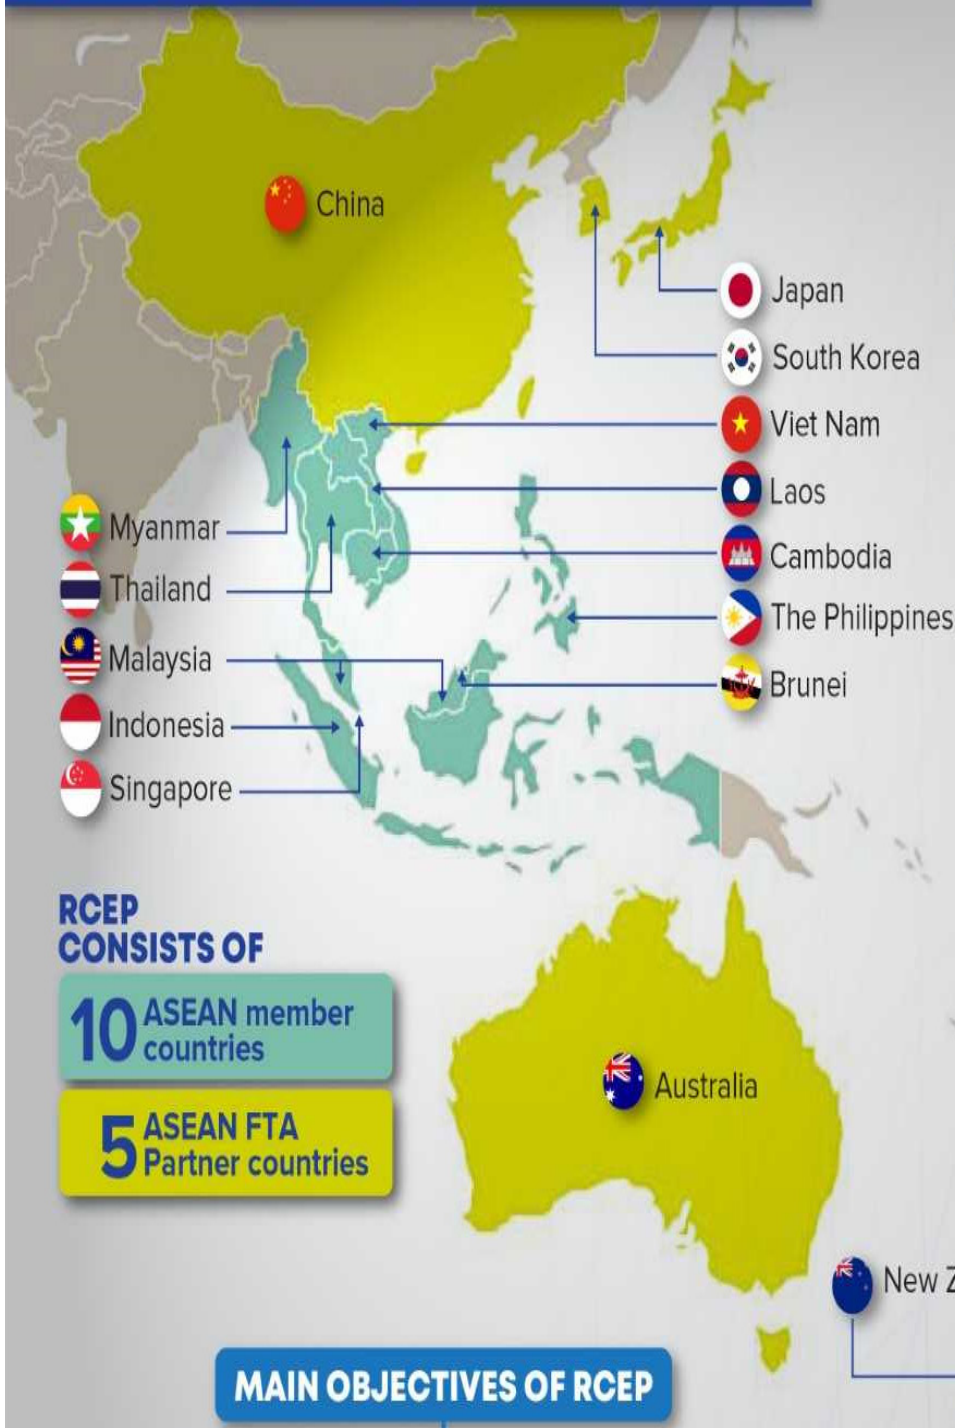 China
Japan
South Korea
Viet Nam
Laos
Cambodia
The Philippines
Brunei
Myanmar
Thailand
Malaysia
Indonesia
Singapore
RCEP
CONSISTS OF
10 ASEAN member
countries
5 ASEAN FTA
Partner countries
Australia
New Z
MAIN OBJECTIVES OF RCEP